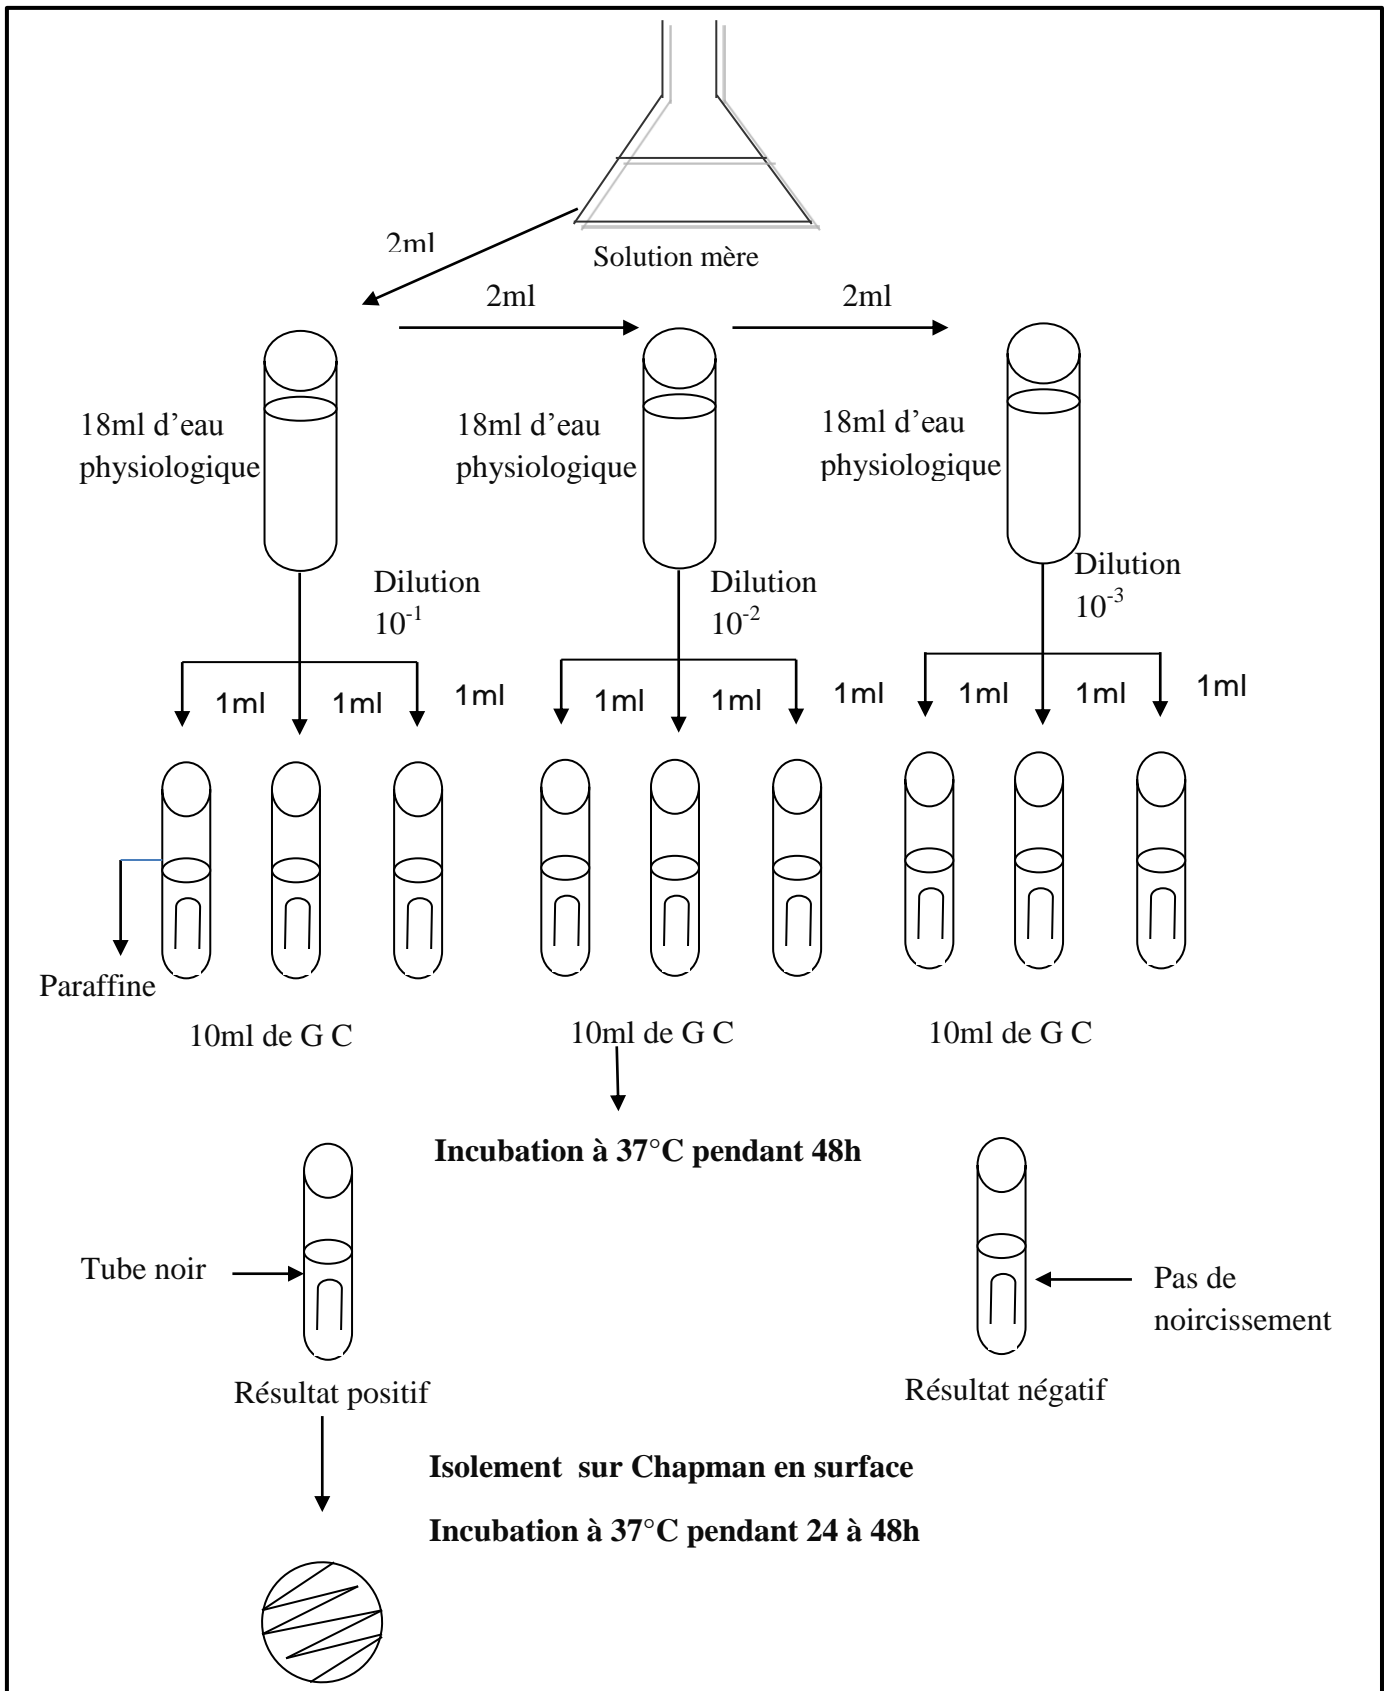 2ml
Solution mère
2ml
2ml
18ml d'eau
physiologique
18ml d'eau
physiologique
18ml d'eau
physiologique
Dilution
10⁻¹
Dilution
10⁻²
Dilution
10⁻³
1ml
1ml
1ml
1ml
1ml
1ml
1ml
1ml
1ml
Paraffine
10ml de G C
10ml de G C
10ml de G C
Incubation à 37°C pendant 48h
Tube noir
Pas de
noircissement
Résultat positif
Résultat négatif
Isolement sur Chapman en surface
Incubation à 37°C pendant 24 à 48h